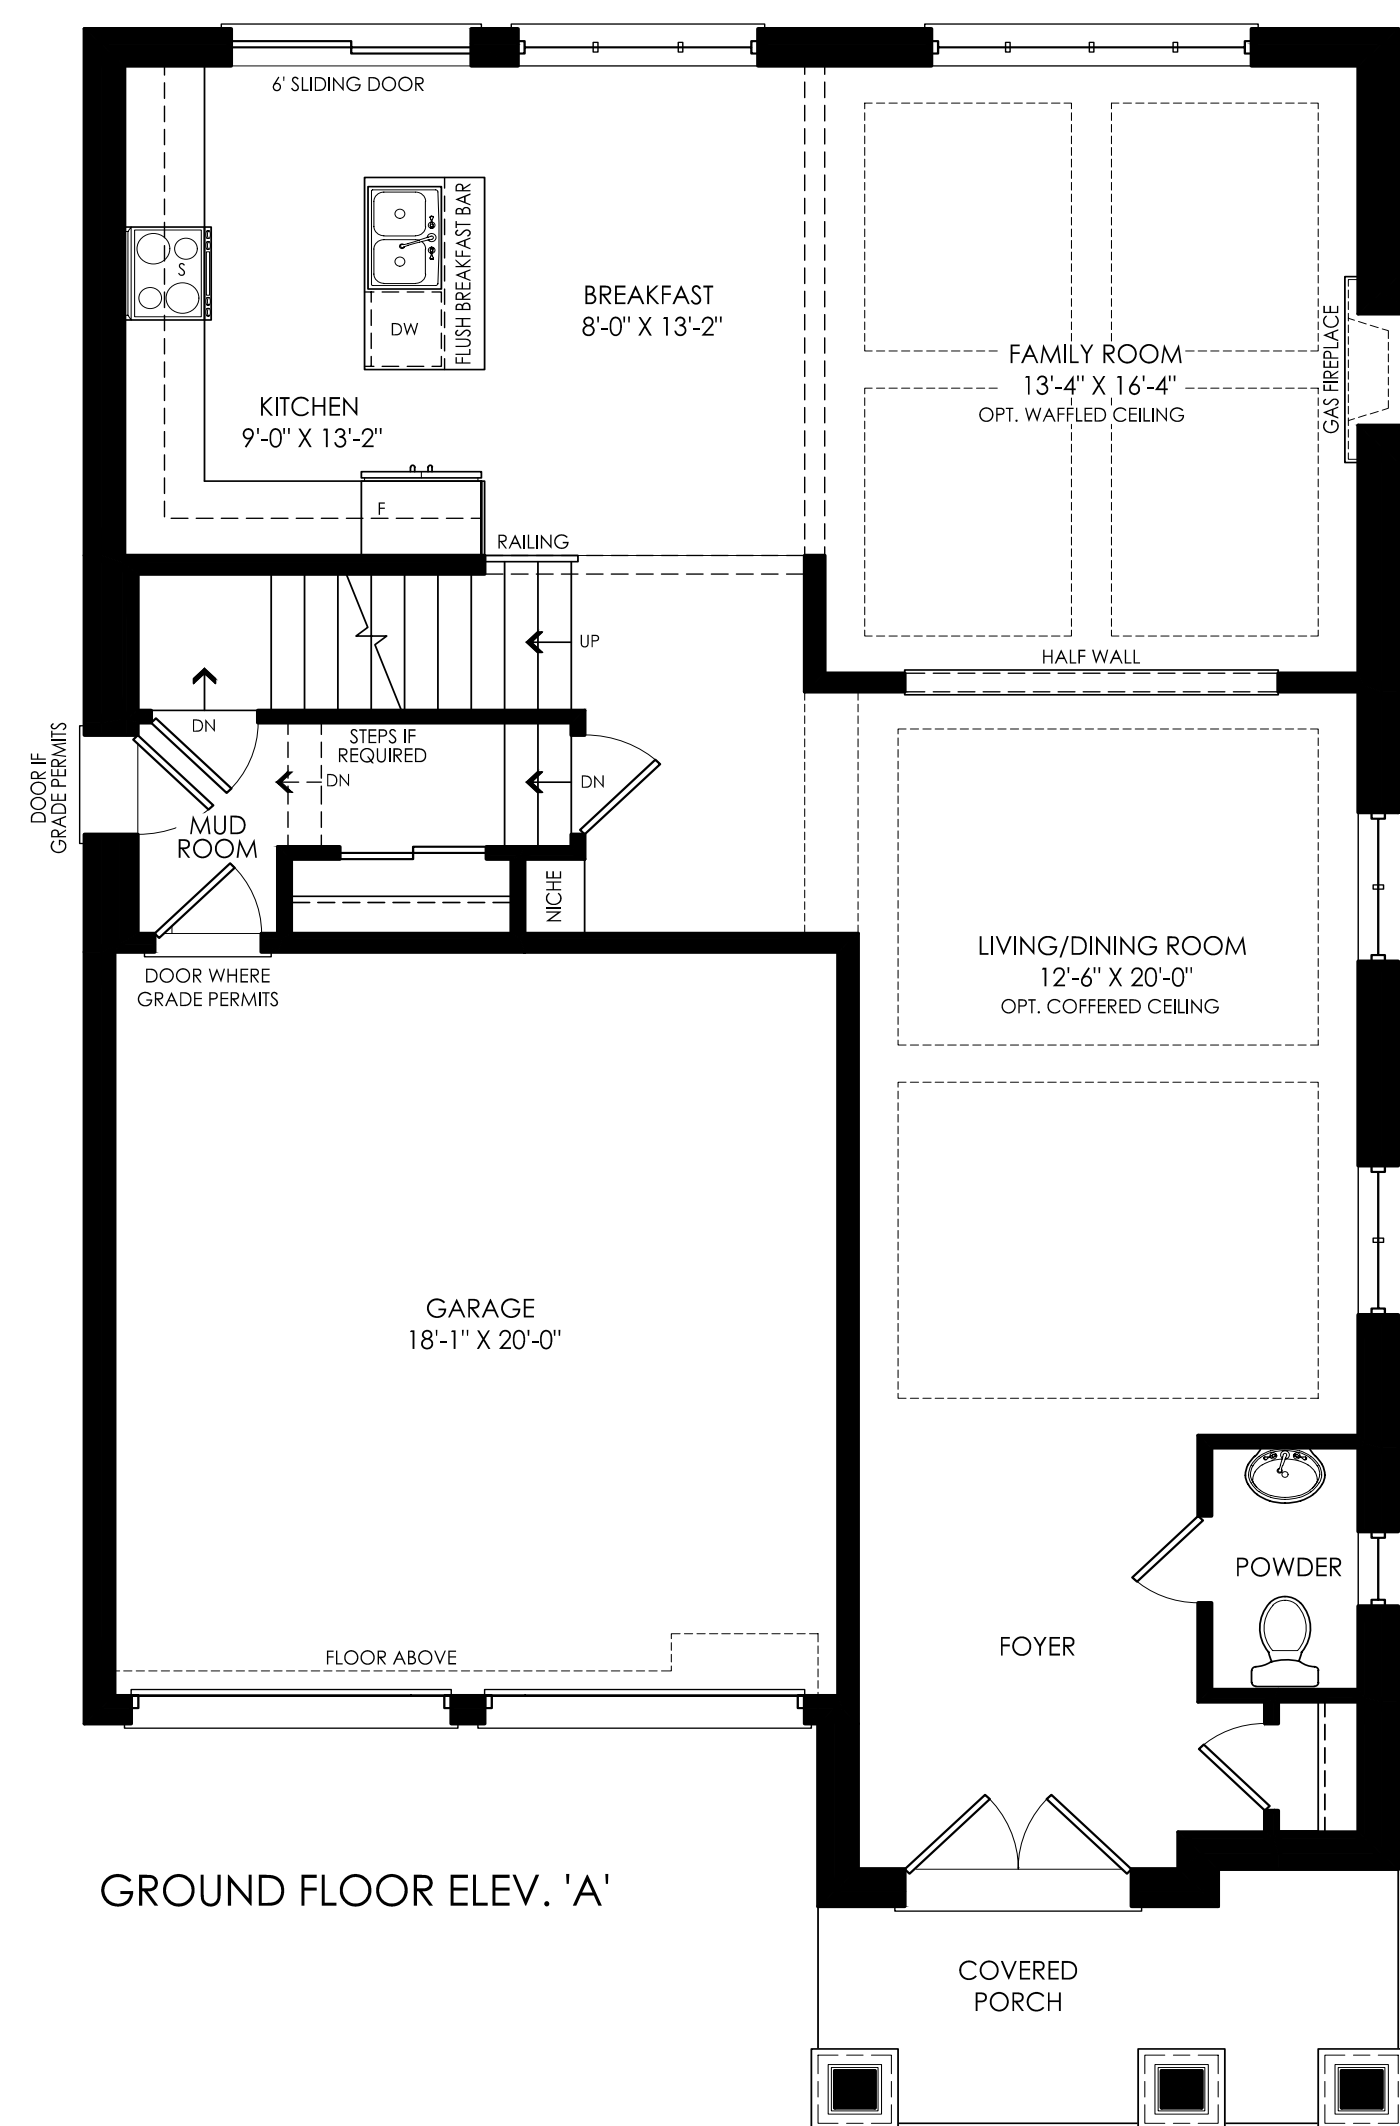 6' SLIDING DOOR
S
DW
FLUSH BREAKFAST BAR
BREAKFAST
8'-0" X 13'-2"
FAMILY ROOM
13'-4" X 16'-4"
OPT. WAFFLED CEILING
GAS FIREPLACE
KITCHEN
9'-0" X 13'-2"
F
RAILING
UP
HALF WALL
DN
STEPS IF
REQUIRED
DN
DN
DOOR IF
GRADE PERMITS
MUD
ROOM
NICHE
DOOR WHERE
GRADE PERMITS
LIVING/DINING ROOM
12'-6" X 20'-0"
OPT. COFFERED CEILING
GARAGE
18'-1" X 20'-0"
POWDER
FOYER
FLOOR ABOVE
GROUND FLOOR ELEV. 'A'
COVERED
PORCH